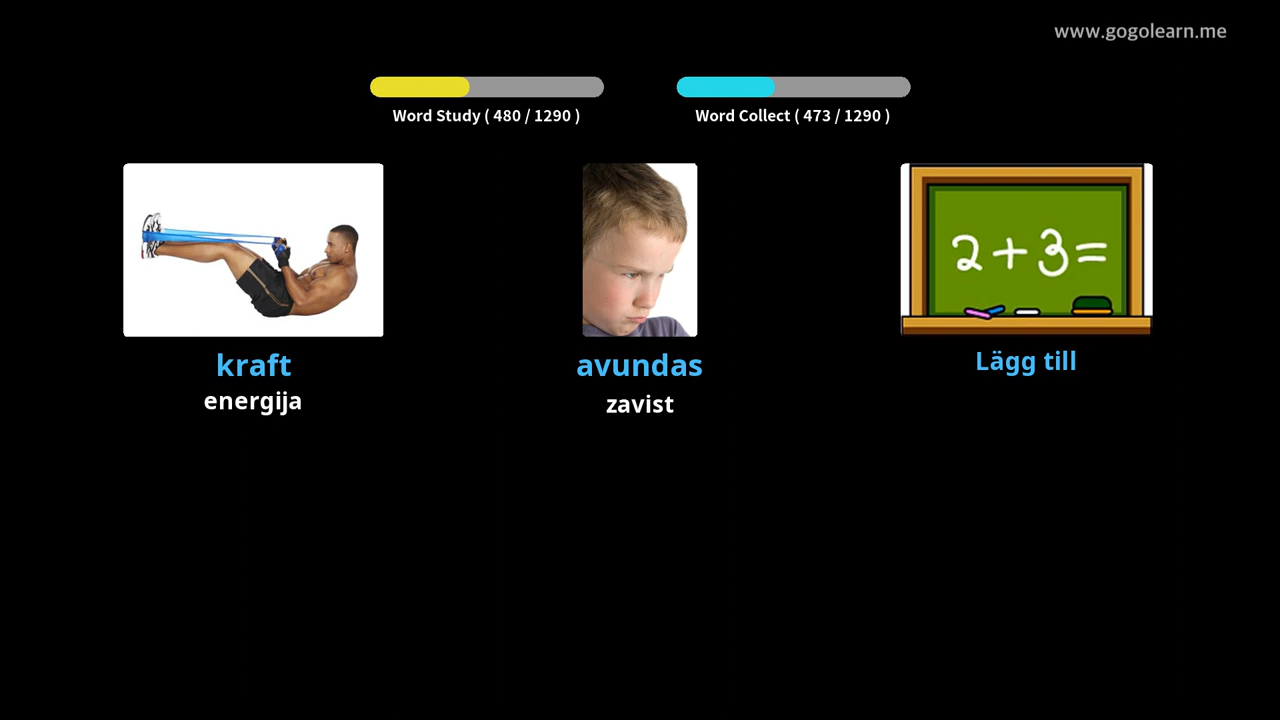 www.gogolearn.me
Word Study ( 480 / 1290 )
Word Collect ( 473 / 1290 )
2+3=
kraft
energija
avundas
zavist
Lägg till